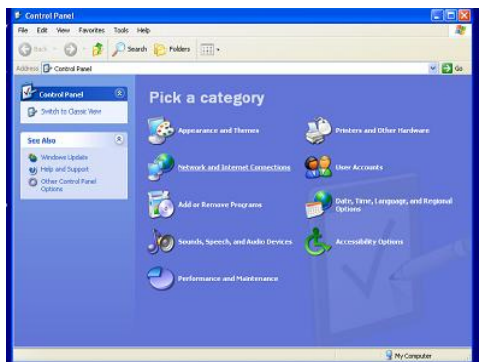 Control Panel
File Edit View Favorites Tools Help
Back Search Folders
Address Control Panel Go
Control Panel
Switch to Classic View
See Also
Windows Update
Help and Support
Other Control Panel
Options
Pick a category
Appearance and Themes
Printers and Other Hardware
Network and Internet Connections
User Accounts
Add or Remove Programs
Date, Time, Language, and Regional
Options
Sounds, Speech, and Audio Devices
Accessibility Options
Performance and Maintenance
My Computer